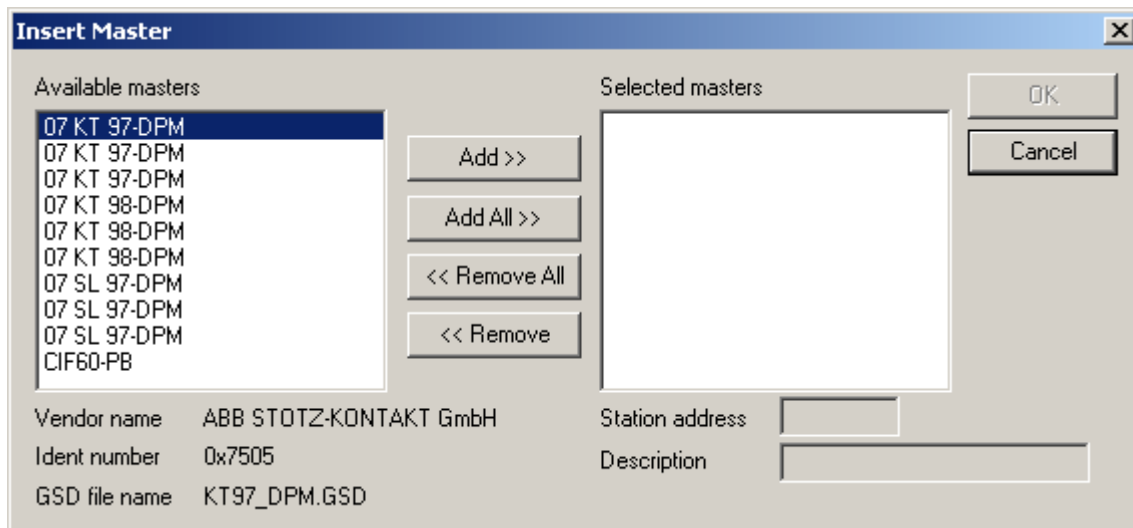 Insert Master
Available masters
07 KT 97-DPM
07 KT 97-DPM
07 KT 97-DPM
07 KT 98-DPM
07 KT 98-DPM
07 KT 98-DPM
07 SL 97-DPM
07 SL 97-DPM
07 SL 97-DPM
CIF60-PB
Add >>
Add All >>
<< Remove All
<< Remove
Selected masters
OK
Cancel
Vendor name ABB STOTZ-KONTAKT GmbH
Ident number 0x7505
GSD file name KT97_DPM.GSD
Station address
Description